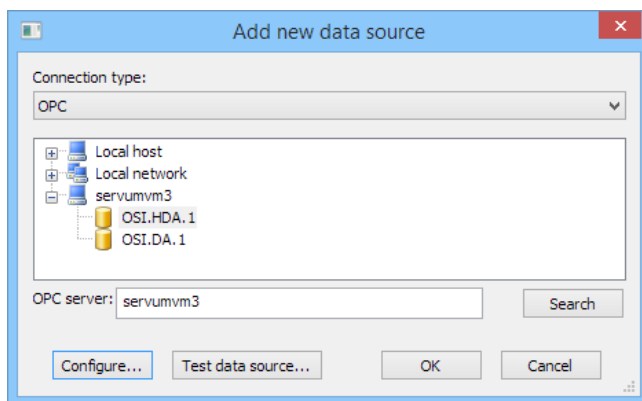 Add new data source
Connection type:
OPC
Local host
Local network
servumvm3
OSI.HDA.1
OSI.DA.1
OPC server: servumvm3 Search
Configure... Test data source... OK Cancel